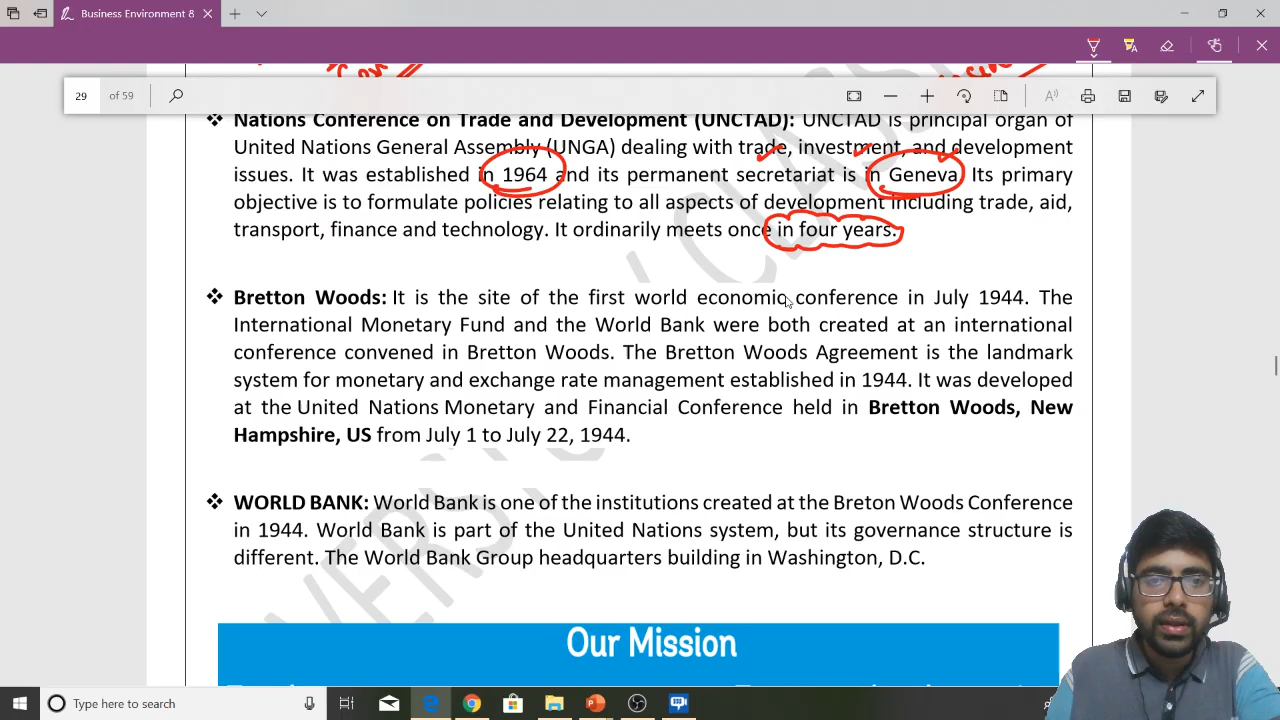 Business Environment 8
29 of 59
Nations Conference on Trade and Development (UNCTAD): UNCTAD is principal organ of
United Nations General Assembly (UNGA) dealing with trade, investment, and development
issues. It was established in 1964 and its permanent secretariat is in Geneva Its primary
objective is to formulate policies relating to all aspects of development including trade, aid,
transport, finance and technology. It ordinarily meets once in four years.
❖ Bretton Woods: It is the site of the first world economic conference in July 1944. The
International Monetary Fund and the World Bank were both created at an international
conference convened in Bretton Woods. The Bretton Woods Agreement is the landmark
system for monetary and exchange rate management established in 1944. It was developed
at the United Nations Monetary and Financial Conference held in Bretton Woods, New
Hampshire, US from July 1 to July 22, 1944.
❖ WORLD BANK: World Bank is one of the institutions created at the Breton Woods Conference
in 1944. World Bank is part of the United Nations system, but its governance structure is
different. The World Bank Group headquarters building in Washington, D.C.
Our Mission
Type here to search